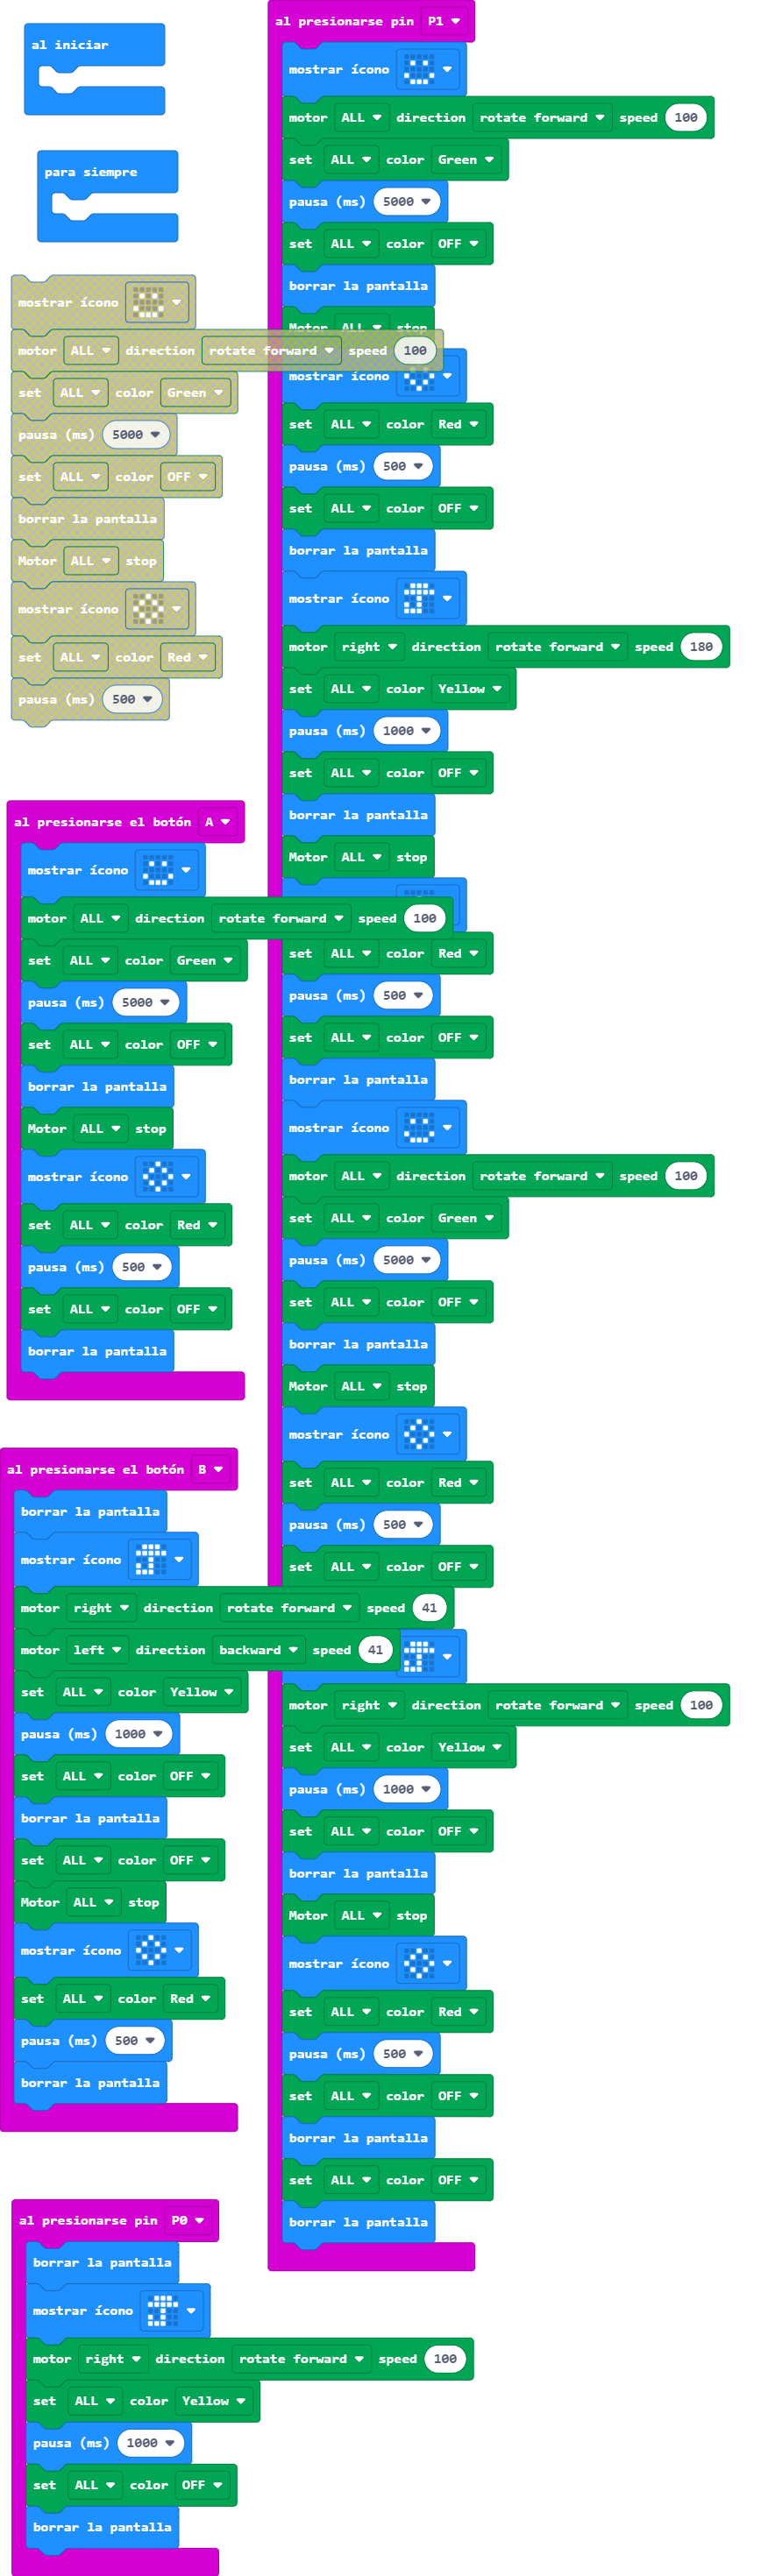 al iniciar
para siempre
mostrar ícono
motor ALL direction rotate forward speed 100
set ALL color Green
pausa (ms) 5000
set ALL color OFF
borrar la pantalla
Motor ALL stop
mostrar ícono
set ALL color Red
pausa (ms) 500
al presionarse el botón A
mostrar ícono
motor ALL direction rotate forward speed 100
set ALL color Green
pausa (ms) 5000
set ALL color OFF
borrar la pantalla
Motor ALL stop
mostrar ícono
set ALL color Red
pausa (ms) 500
set ALL color OFF
borrar la pantalla
al presionarse el botón B
borrar la pantalla
mostrar ícono
motor right direction rotate forward speed 41
motor left direction backward speed 41
set ALL color Yellow
pausa (ms) 1000
set ALL color OFF
borrar la pantalla
set ALL color OFF
Motor ALL stop
mostrar ícono
set ALL color Red
pausa (ms) 500
borrar la pantalla
al presionarse pin P0
borrar la pantalla
mostrar ícono
motor right direction rotate forward speed 100
set ALL color Yellow
pausa (ms) 1000
set ALL color OFF
borrar la pantalla
al presionarse pin P1
mostrar ícono
motor ALL direction rotate forward speed 100
set ALL color Green
pausa (ms) 5000
set ALL color OFF
borrar la pantalla
Motor ALL stop
mostrar ícono
set ALL color Red
pausa (ms) 500
set ALL color OFF
borrar la pantalla
mostrar ícono
motor right direction rotate forward speed 180
set ALL color Yellow
pausa (ms) 1000
set ALL color OFF
borrar la pantalla
Motor ALL stop
set ALL color Red
pausa (ms) 500
set ALL color OFF
borrar la pantalla
mostrar ícono
motor ALL direction rotate forward speed 100
set ALL color Green
pausa (ms) 5000
set ALL color OFF
borrar la pantalla
Motor ALL stop
mostrar ícono
set ALL color Red
pausa (ms) 500
set ALL color OFF
motor right direction rotate forward speed 100
set ALL color Yellow
pausa (ms) 1000
set ALL color OFF
borrar la pantalla
Motor ALL stop
mostrar ícono
set ALL color Red
pausa (ms) 500
set ALL color OFF
borrar la pantalla
set ALL color OFF
borrar la pantalla